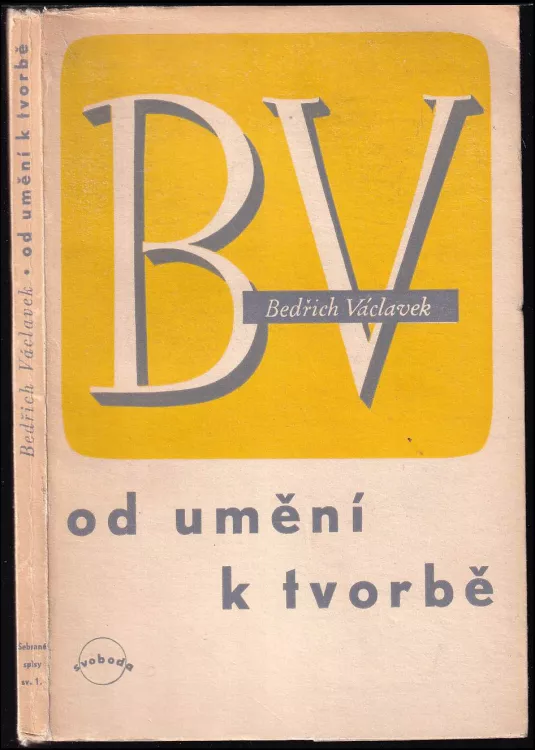 BV
Bedřich Václavek
od umění
k tvorbě
svoboda
Bedřich Václavek • od umění k tvorbě
Sebrané
spisy
sv. 1.